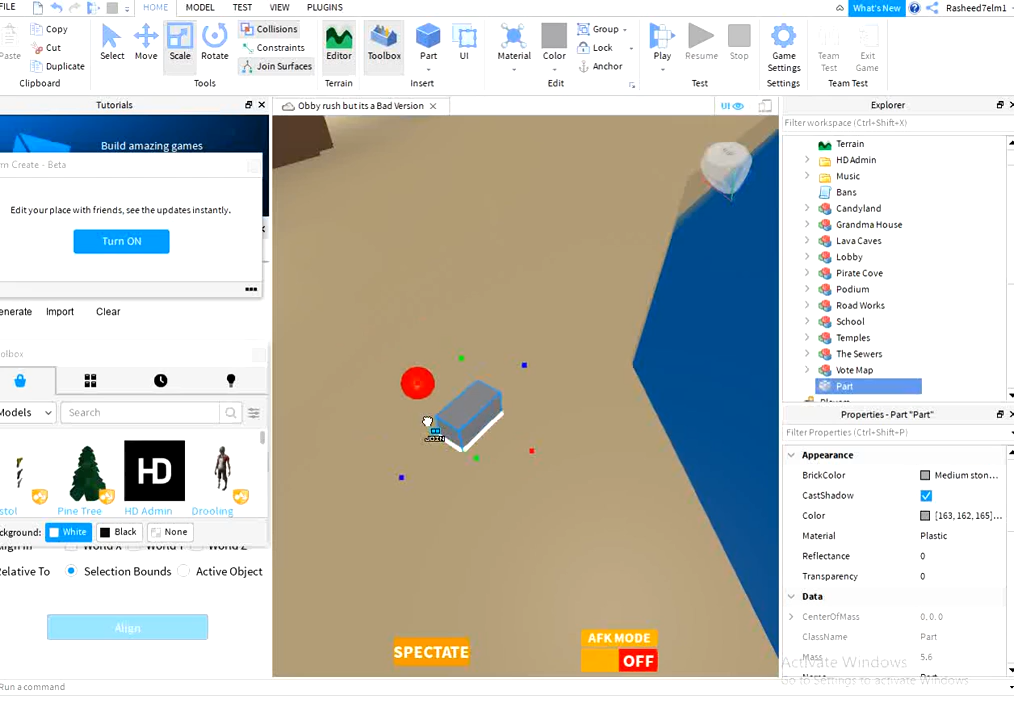 FILE HOME MODEL TEST VIEW PLUGINS What's New Rasheed7elm1
Paste Copy Cut Duplicate Select Move Scale Rotate Collisions Constraints Join Surfaces Editor Toolbox Part UI Material Color Group Lock Anchor Play Resume Stop Game Settings Team Test Exit Game
Clipboard Tools Terrain Insert Edit Test Settings Team Test
Tutorials
Obby rush but its a Bad Version
UI
Explorer
Filter workspace (Ctrl+Shift+X)
Build amazing games
Create - Beta
Edit your place with friends, see the updates instantly.
Turn ON
Import Clear
Models Search
Pine Tree HD Admin Drooling
HD
White Black None
World X World Y World Z
Selection Bounds Active Object
Align
JOIN
SPECTATE
AFK MODE
OFF
Terrain
HD Admin
Music
Bans
Candyland
Grandma House
Lava Caves
Lobby
Pirate Cove
Podium
Road Works
School
Temples
The Sewers
Vote Map
Part
Players
Properties - Part "Part"
Filter Properties (Ctrl+Shift+P)
Appearance
BrickColor Medium ston...
CastShadow
Color [163, 162, 165]...
Material Plastic
Reflectance 0
Transparency 0
Data
CenterOfMass 0, 0, 0
ClassName Part
Mass 5.6
Activate Windows
Go to Settings to activate Windows.
Run a command